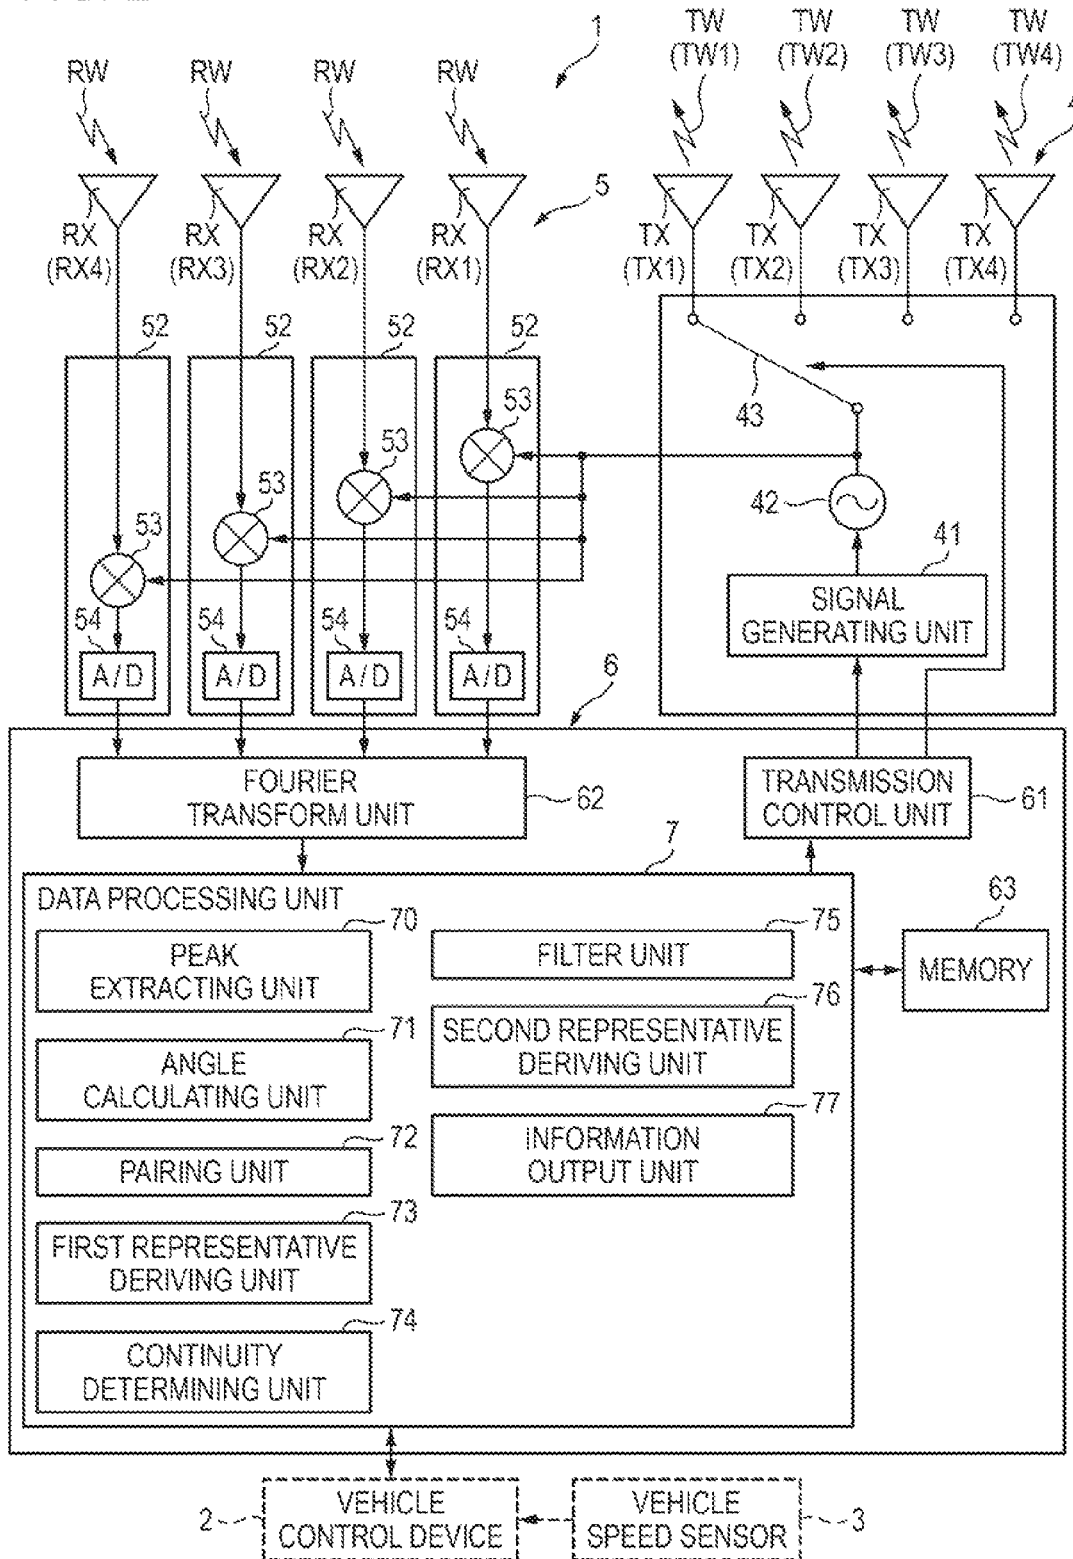 1
TW
(TW1)
TW
(TW2)
TW
(TW3)
TW
(TW4)
RW
RW
RW
RW
5
RX
(RX4)
RX
(RX3)
RX
(RX2)
RX
(RX1)
TX
(TX1)
TX
(TX2)
TX
(TX3)
TX
(TX4)
52
52
52
52
43
53
53
53
53
42
41
SIGNAL
GENERATING UNIT
54
54
54
54
A/D
A/D
A/D
A/D
6
FOURIER
TRANSFORM UNIT
62
TRANSMISSION
CONTROL UNIT
61
7
DATA PROCESSING UNIT
70
PEAK
EXTRACTING UNIT
71
ANGLE
CALCULATING UNIT
72
PAIRING UNIT
73
FIRST REPRESENTATIVE
DERIVING UNIT
74
CONTINUITY
DETERMINING UNIT
75
FILTER UNIT
76
SECOND REPRESENTATIVE
DERIVING UNIT
77
INFORMATION
OUTPUT UNIT
63
MEMORY
2
VEHICLE
CONTROL DEVICE
VEHICLE
SPEED SENSOR
3